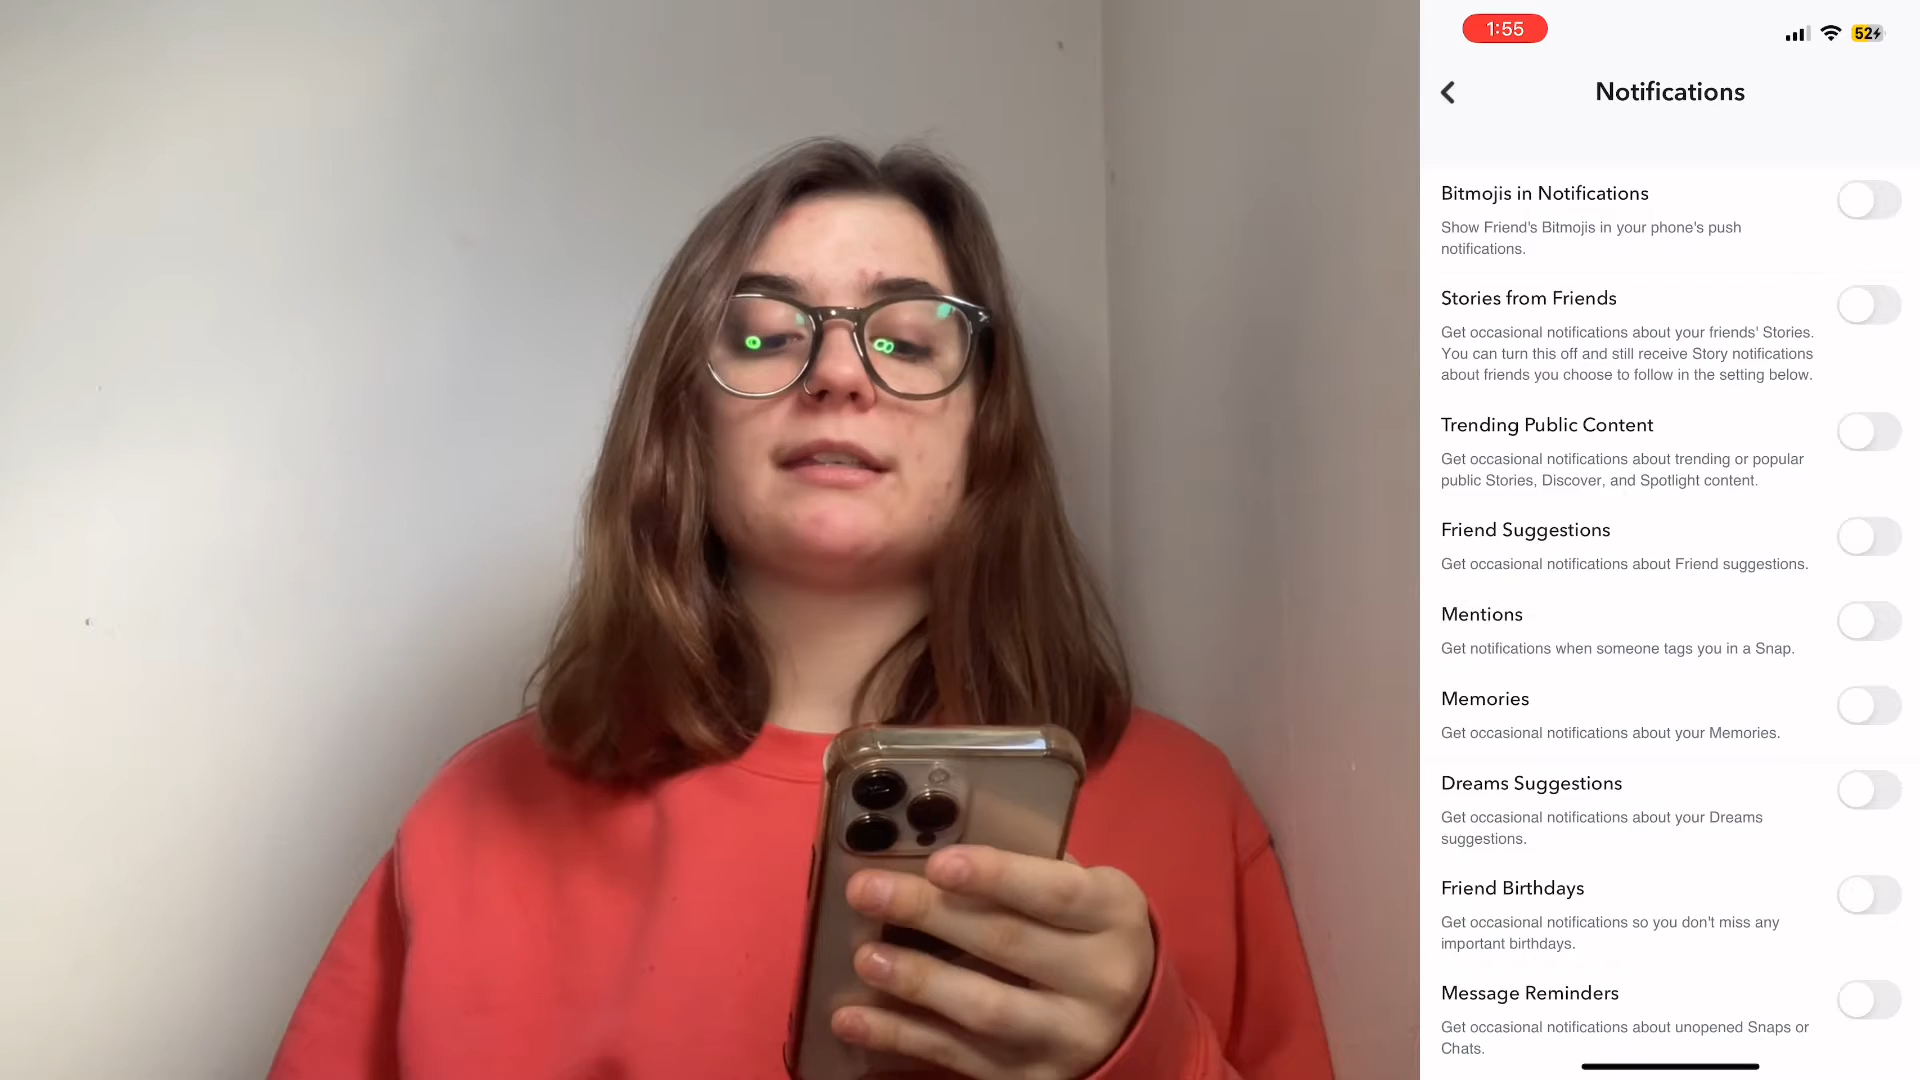 1:55
52
Notifications
Bitmojis in Notifications
Show Friend's Bitmojis in your phone's push
notifications.
Stories from Friends
Get occasional notifications about your friends' Stories.
You can turn this off and still receive Story notifications
about friends you choose to follow in the setting below.
Trending Public Content
Get occasional notifications about trending or popular
public Stories, Discover, and Spotlight content.
Friend Suggestions
Get occasional notifications about Friend suggestions.
Mentions
Get notifications when someone tags you in a Snap.
Memories
Get occasional notifications about your Memories.
Dreams Suggestions
Get occasional notifications about your Dreams
suggestions.
Friend Birthdays
Get occasional notifications so you don't miss any
important birthdays.
Message Reminders
Get occasional notifications about unopened Snaps or
Chats.